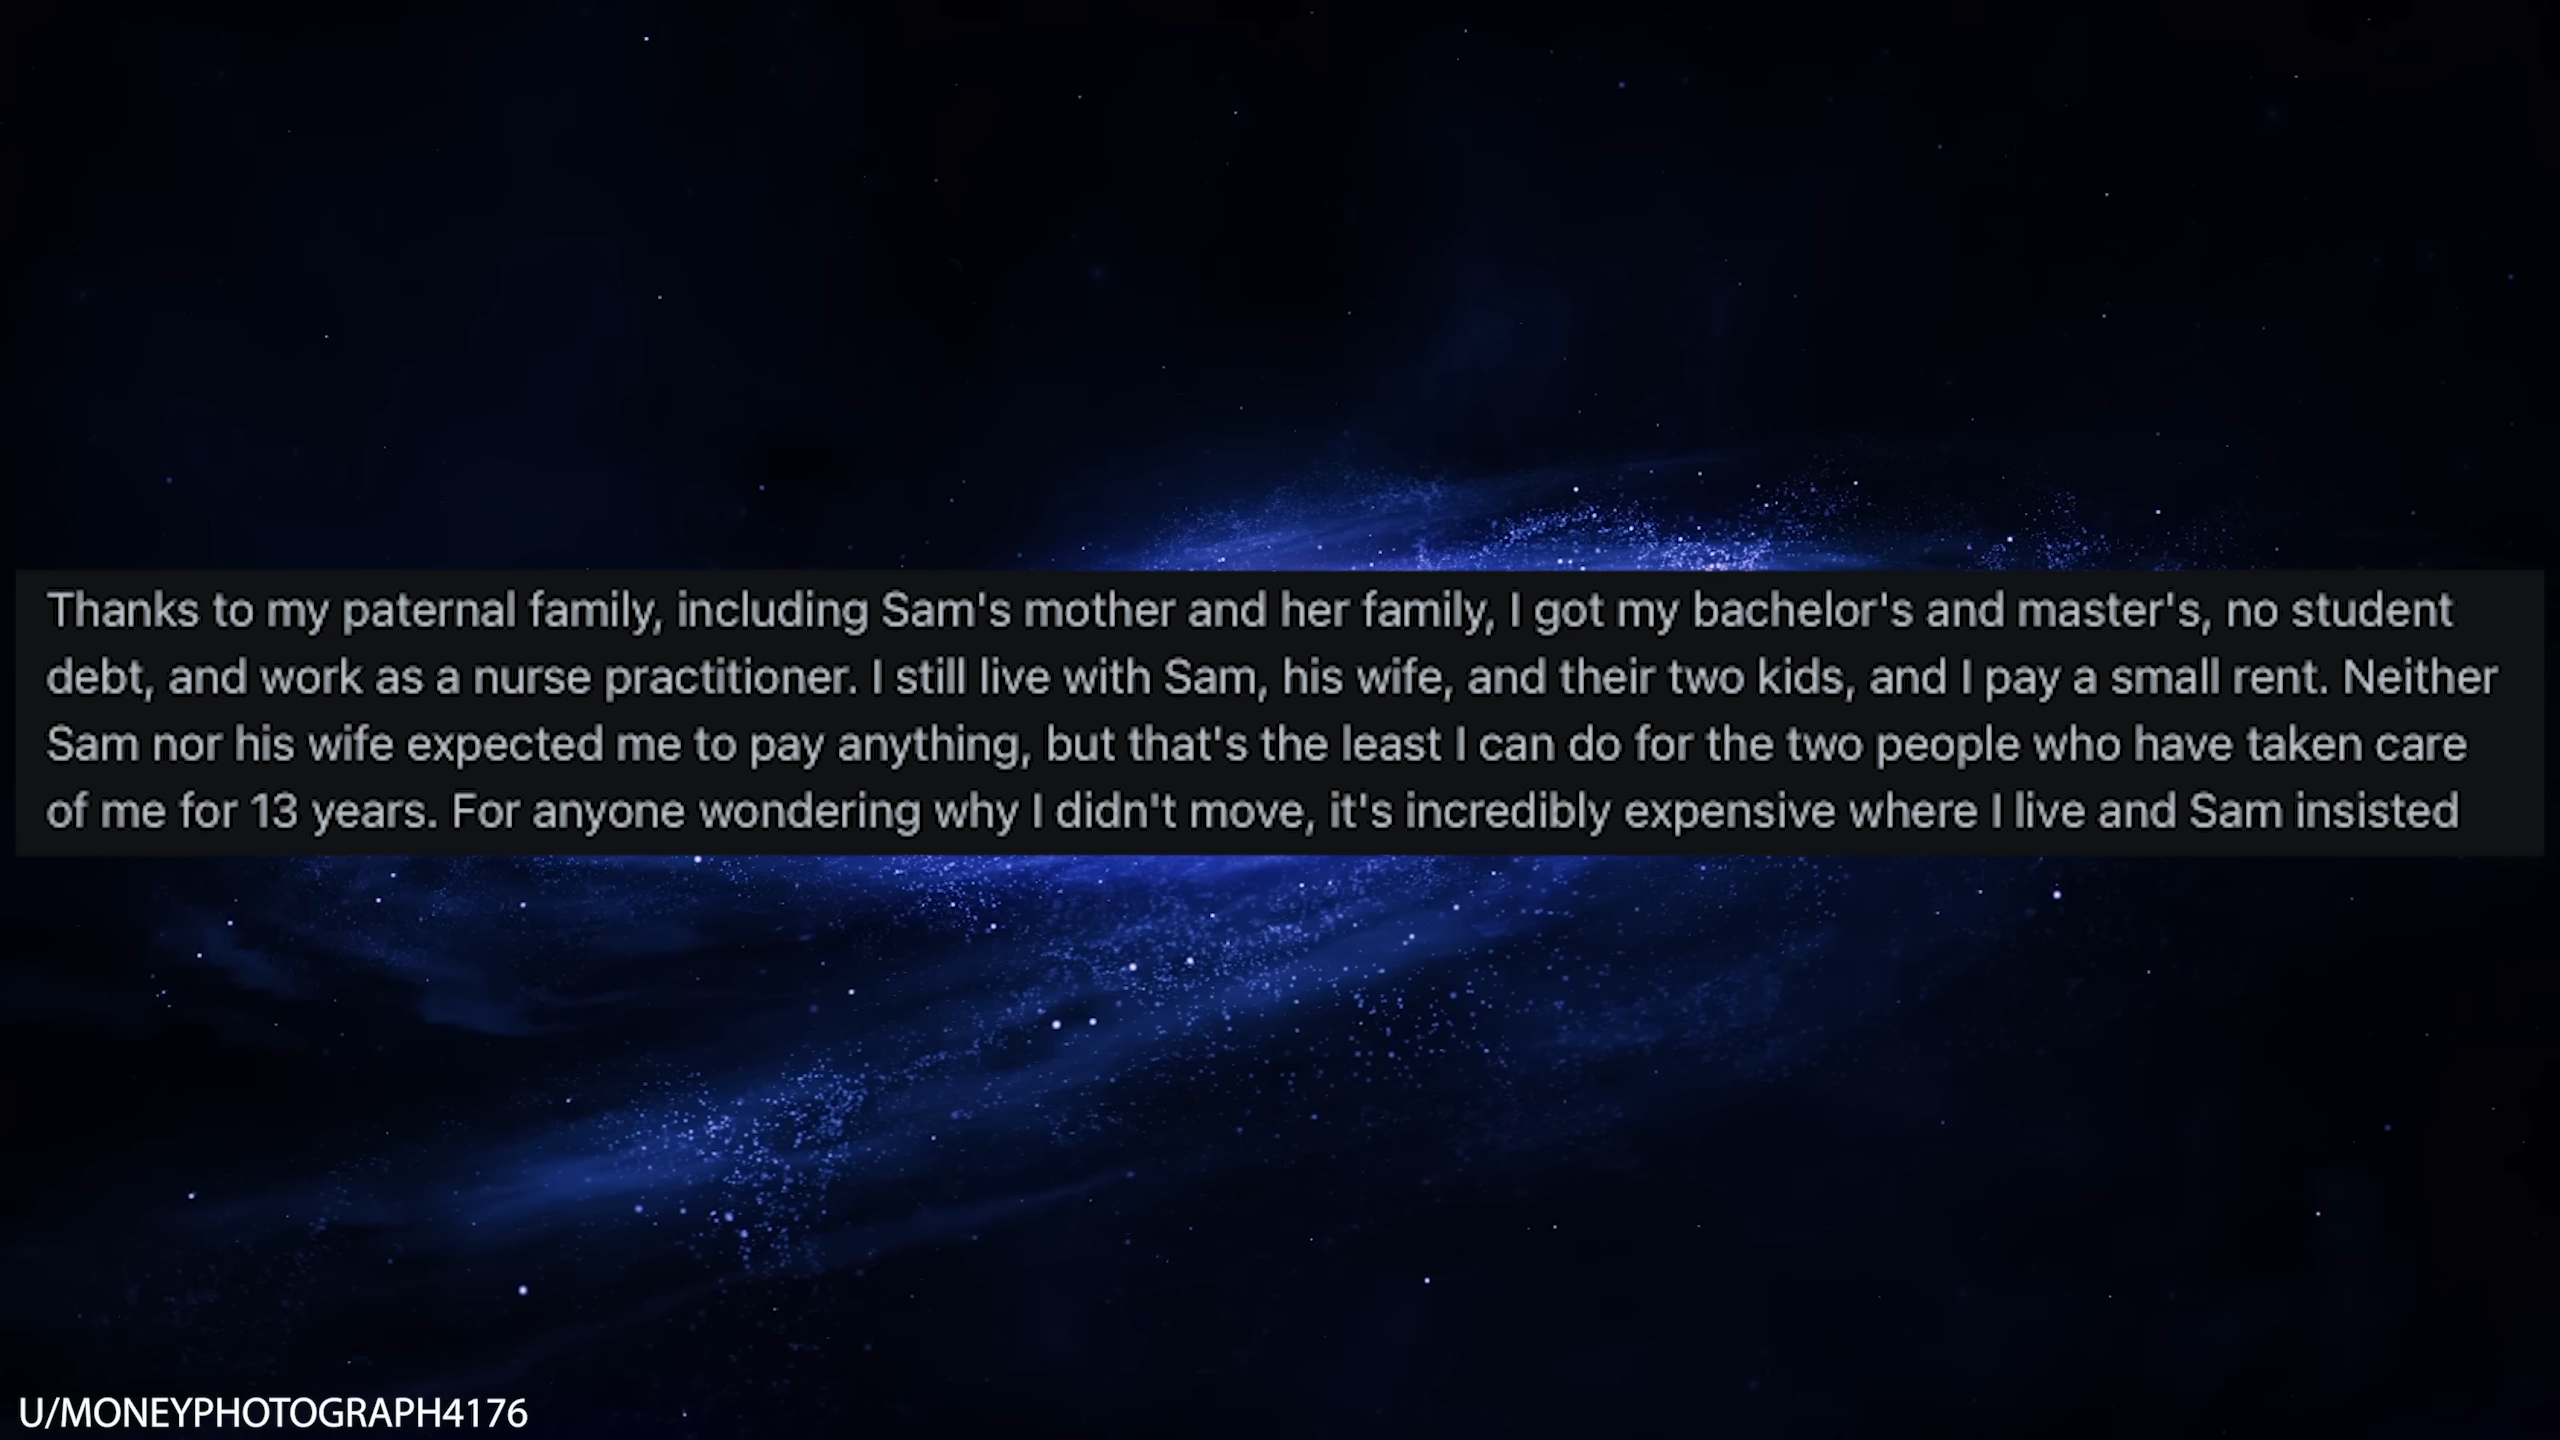 Thanks to my paternal family, including Sam's mother and her family, I got my bachelor's and master's, no student
debt, and work as a nurse practitioner. I still live with Sam, his wife, and their two kids, and I pay a small rent. Neither
Sam nor his wife expected me to pay anything, but that's the least I can do for the two people who have taken care
of me for 13 years. For anyone wondering why I didn't move, it's incredibly expensive where I live and Sam insisted
U/MONEYPHOTOGRAPH4176